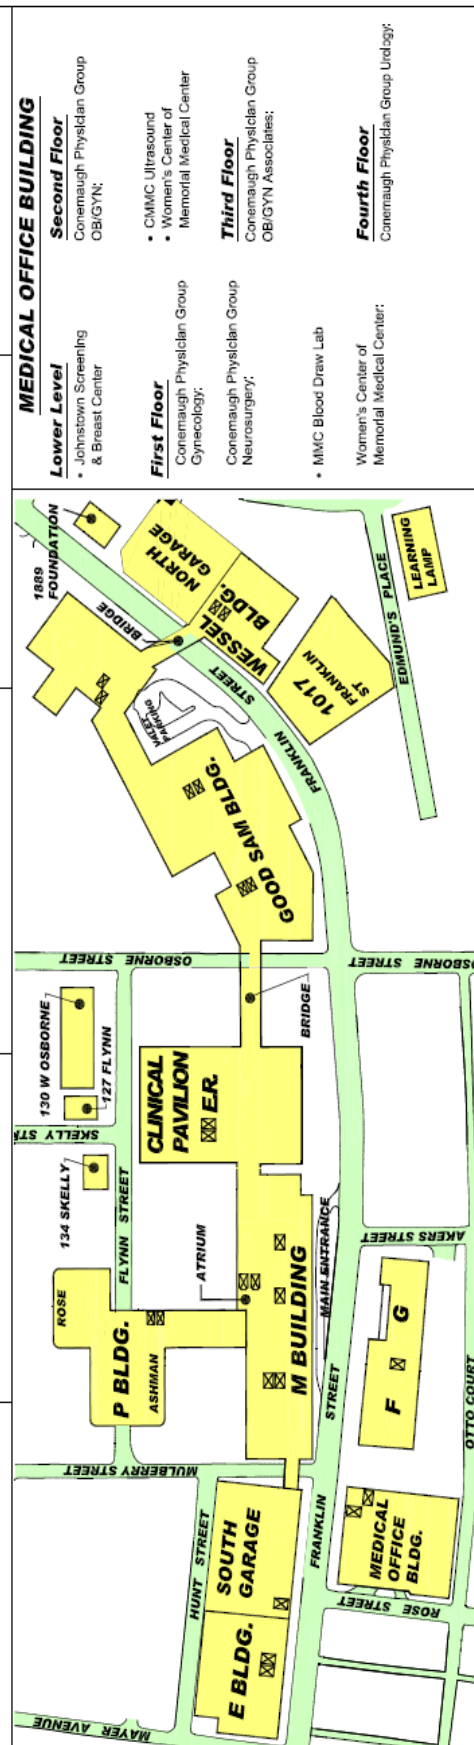 MEDICAL OFFICE BUILDING
Lower Level
• Johnstown Screening
& Breast Center
First Floor
Conemaugh Physician Group
Gynecology;
Conemaugh Physician Group
Neurosurgery;
• MMC Blood Draw Lab
Women's Center of
Memorial Medical Center;
Second Floor
Conemaugh Physician Group
OB/GYN;
• CMMC Ultrasound
• Women's Center of
Memorial Medical Center
Third Floor
Conemaugh Physician Group
OB/GYN Associates;
Fourth Floor
Conemaugh Physician Group Urology;
1889
FOUNDATION
NORTH
GARAGE
BRIDGE
WESSEL
BLDG.
STREET
VALET
PARKING
1017
FRANKLIN
ST
EDMUND'S PLACE
LEARNING
LAMP
GOOD SAM BLDG.
FRANKLIN
OSBORNE STREET
OSBORNE STREET
130 W OSBORNE
127 FLYNN
SKELLY ST
134 SKELLY
BRIDGE
CLINICAL
PAVILION
ER.
FLYNN STREET
ROSE
P BLDG.
ASHMAN
ATRIUM
M BUILDING
MAIN ENTRANCE
AKERS STREET
F
G
OTTO COURT
MULBERRY STREET
STREET
FRANKLIN
HUNT STREET
SOUTH
GARAGE
E BLDG.
MEDICAL
OFFICE
BLDG.
ROSE STREET
MAYER AVENUE